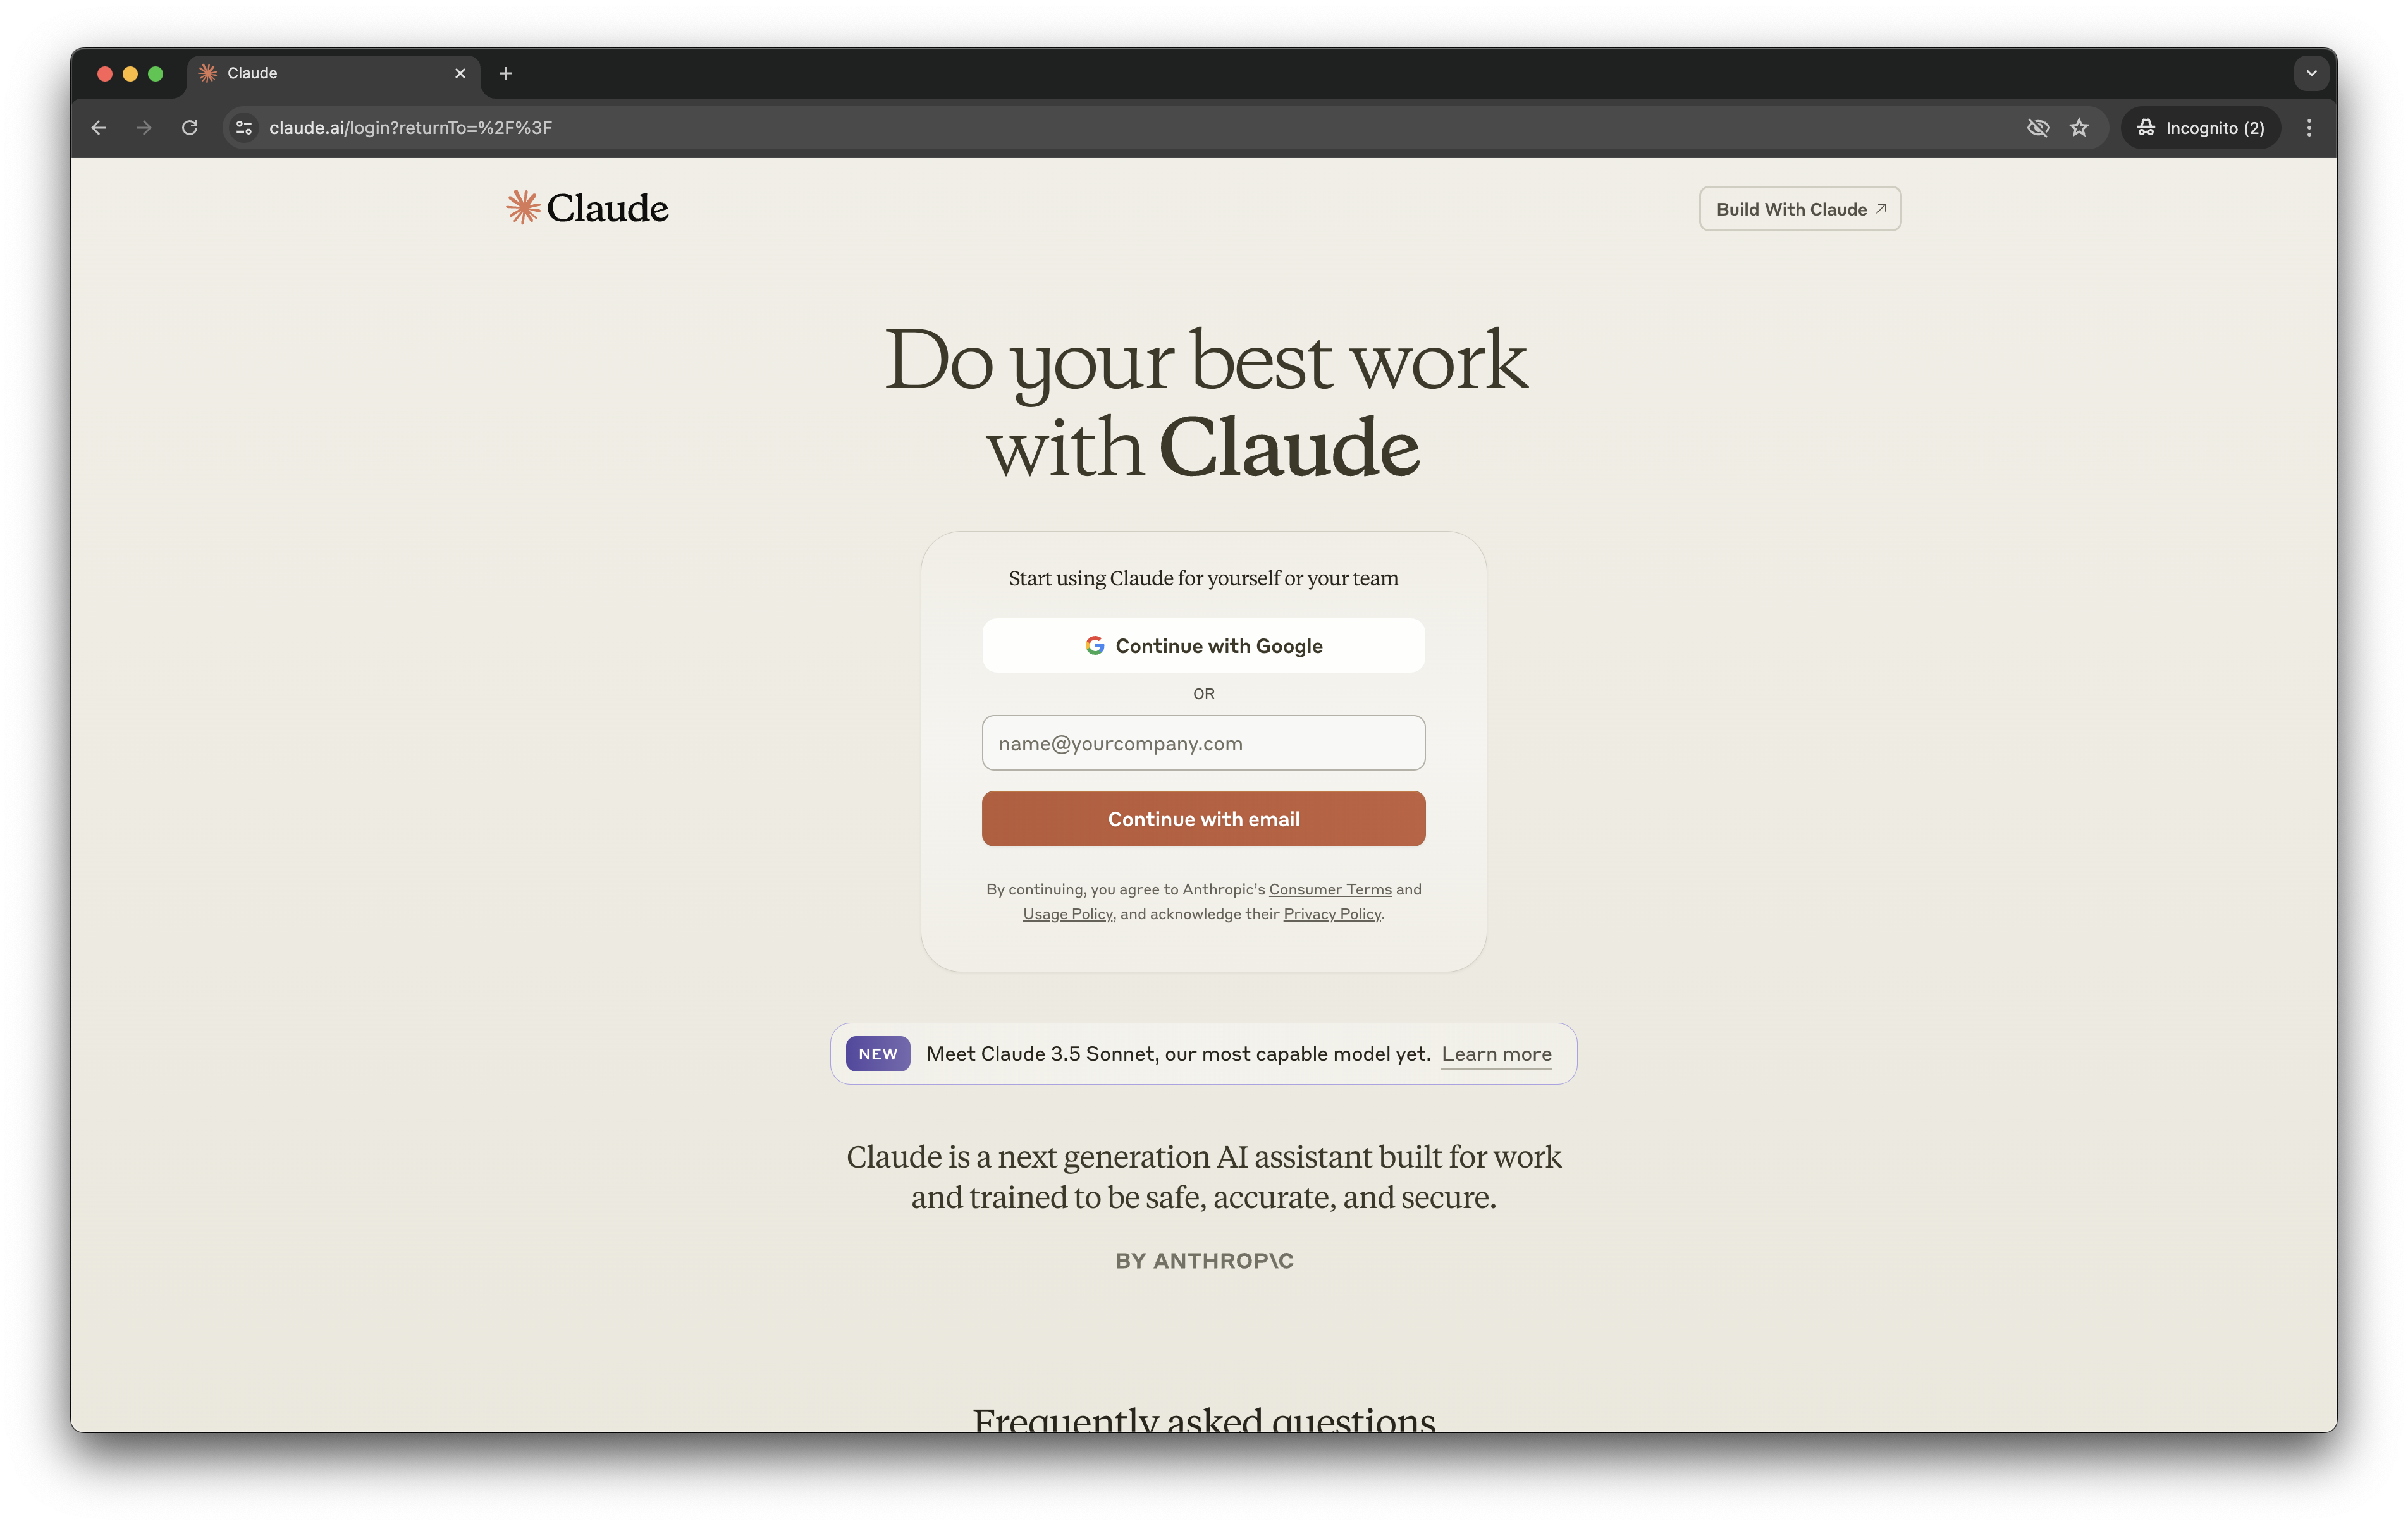 Claude
claude.ai/login?returnTo=%2F%3F
Incognito (2)
Claude
Build With Claude
Do your best work
with Claude
Start using Claude for yourself or your team
Continue with Google
OR
name@yourcompany.com
Continue with email
By continuing, you agree to Anthropic’s Consumer Terms and
Usage Policy, and acknowledge their Privacy Policy.
NEW Meet Claude 3.5 Sonnet, our most capable model yet. Learn more
Claude is a next generation AI assistant built for work
and trained to be safe, accurate, and secure.
BY ANTHROP\C
Frequently asked questions